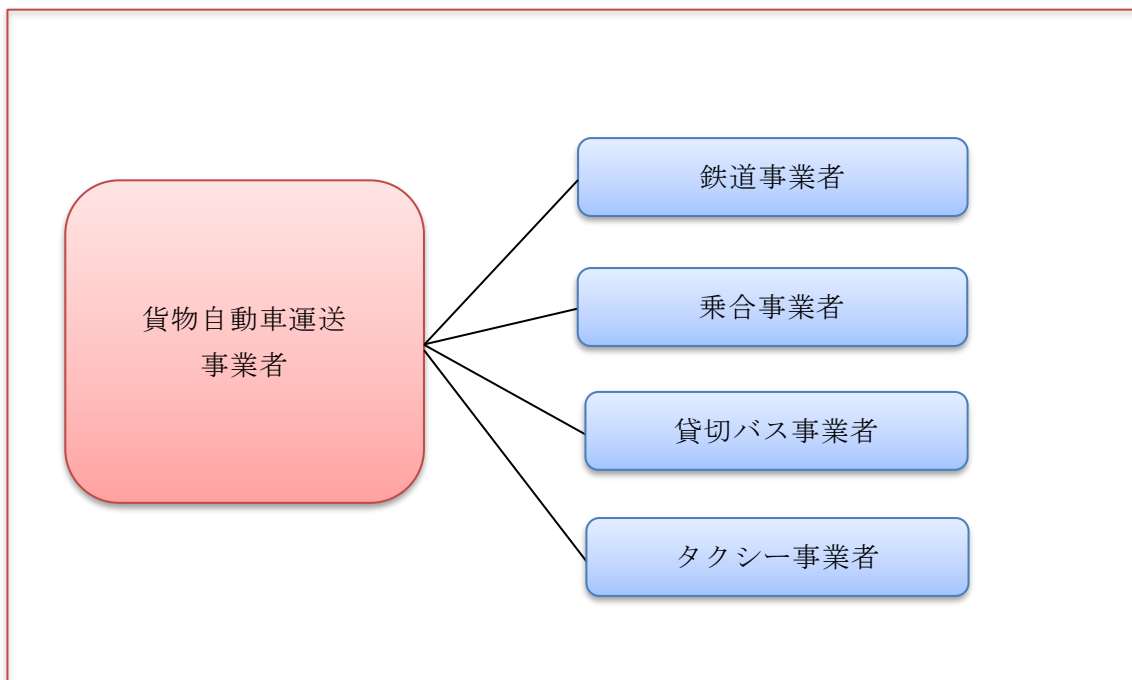 貨物自動車運送
事業者
鉄道事業者
乗合事業者
貸切バス事業者
タクシー事業者